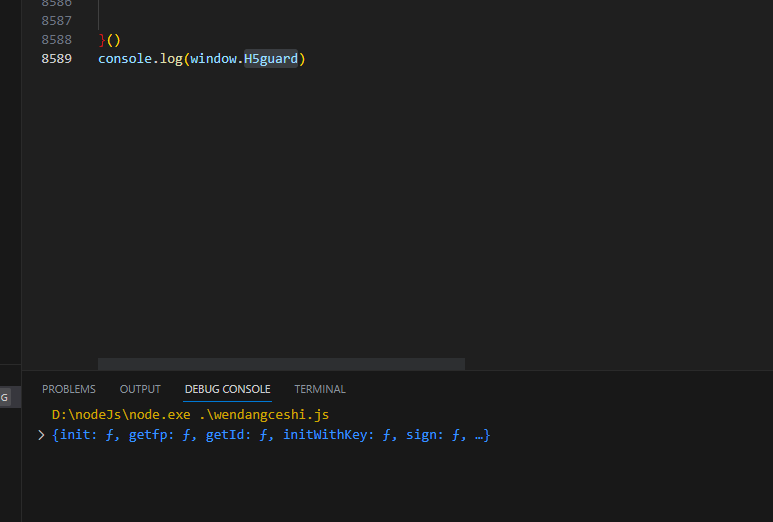 8586
8587
8588 }()
8589 console.log(window.H5guard)
G
PROBLEMS OUTPUT DEBUG CONSOLE TERMINAL
D:\nodeJs\node.exe .\wendangceshi.js
{init: ƒ, getfp: ƒ, getId: ƒ, initWithKey: ƒ, sign: ƒ, …}